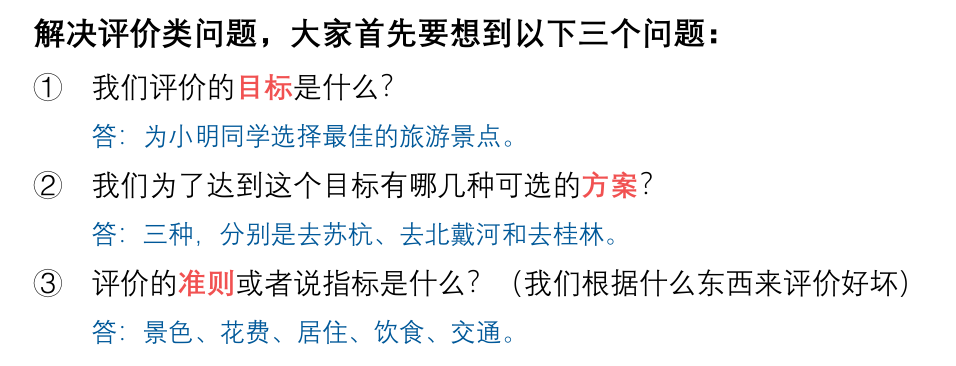 解决评价类问题，大家首先要想到以下三个问题：
① 我们评价的目标是什么？
答：为小明同学选择最佳的旅游景点。
② 我们为了达到这个目标有哪几种可选的方案？
答：三种，分别是去苏杭、去北戴河和去桂林。
③ 评价的准则或者说指标是什么？（我们根据什么东西来评价好坏）
答：景色、花费、居住、饮食、交通。